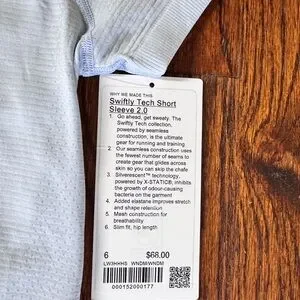 WHY WE MADE THIS
Swiftly Tech Short
Sleeve 2.0
1. Go ahead, get sweaty. The
Swiftly Tech collection,
powered by seamless
construction, is the ultimate
gear for running and training
2. Our seamless construction uses
the fewest number of seams to
create gear that glides across
skin so you can skip the chafe
3. Silverescent™ technology,
powered by X-STATIC®, inhibits
the growth of odour-causing
bacteria on the garment
4. Added elastane improves stretch
and shape retention
5. Mesh construction for
breathability
6. Slim fit, hip length
6 $68.00
LW3HHHS WNDM/WNDM
000152000177